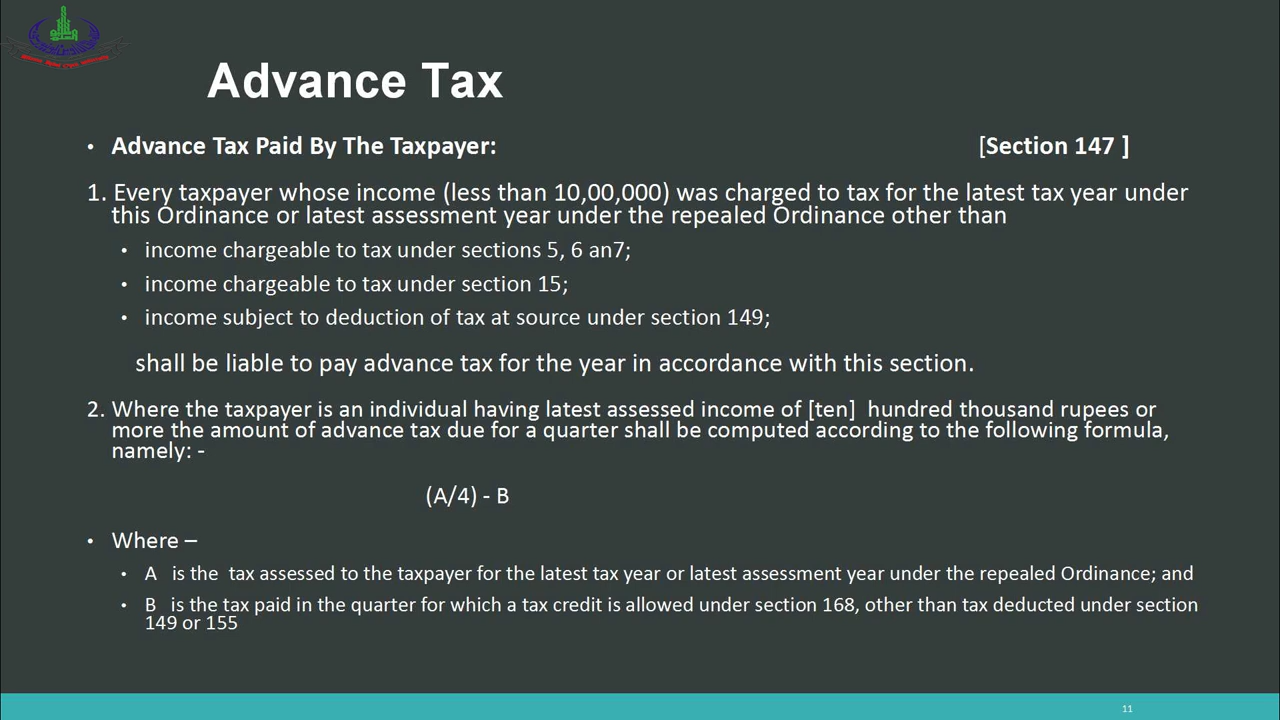 Advance Tax
• Advance Tax Paid By The Taxpayer: [Section 147 ]
1. Every taxpayer whose income (less than 10,00,000) was charged to tax for the latest tax year under
this Ordinance or latest assessment year under the repealed Ordinance other than
• income chargeable to tax under sections 5, 6 an7;
• income chargeable to tax under section 15;
• income subject to deduction of tax at source under section 149;
shall be liable to pay advance tax for the year in accordance with this section.
2. Where the taxpayer is an individual having latest assessed income of [ten] hundred thousand rupees or
more the amount of advance tax due for a quarter shall be computed according to the following formula,
namely: -
(A/4) - B
• Where –
• A is the tax assessed to the taxpayer for the latest tax year or latest assessment year under the repealed Ordinance; and
• B is the tax paid in the quarter for which a tax credit is allowed under section 168, other than tax deducted under section
149 or 155
11